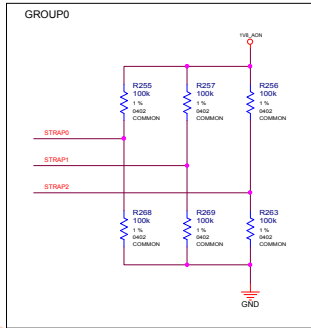 GROUP0
1V8_AON
R255
100k
1 %
0402
COMMON
R257
100k
1 %
0402
COMMON
R256
100k
1 %
0402
COMMON
STRAP0
STRAP1
STRAP2
R268
100k
1 %
0402
COMMON
R269
100k
1 %
0402
COMMON
R263
100k
1 %
0402
COMMON
GND